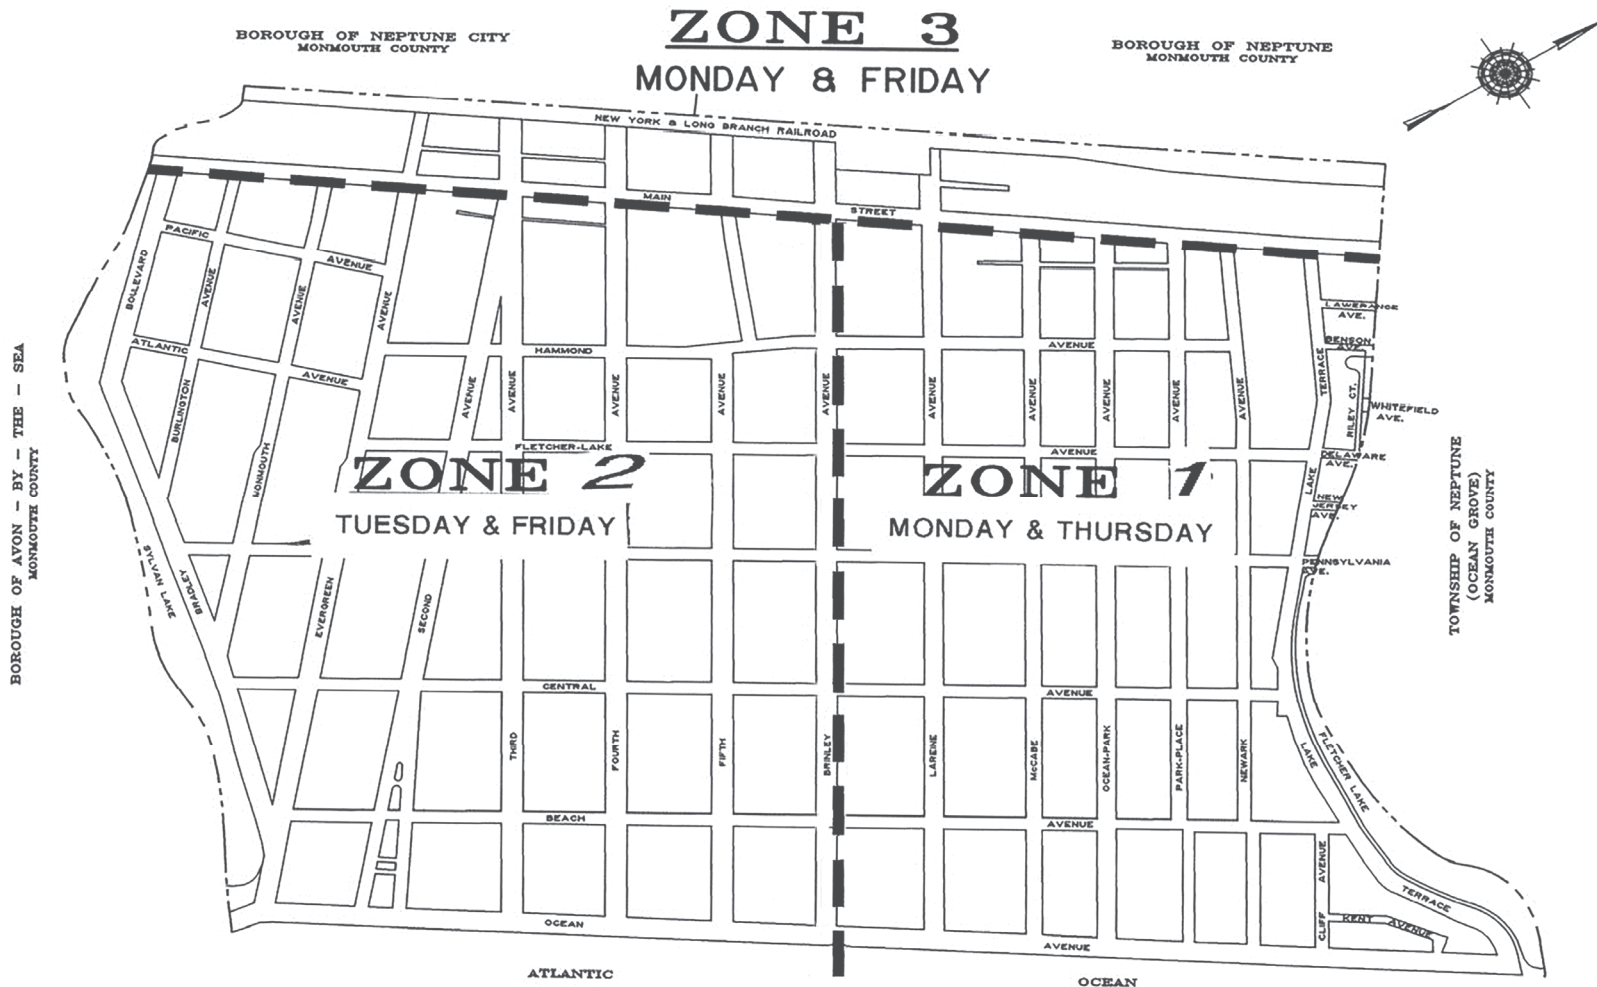 ZONE 3
MONDAY & FRIDAY
BOROUGH OF NEPTUNE CITY
MONMOUTH COUNTY
BOROUGH OF NEPTUNE
MONMOUTH COUNTY
NEW YORK & LONG BRANCH RAILROAD
MAIN
STREET
PACIFIC
AVENUE
BOULEVARD
AVENUE
AVENUE
AVENUE
LAWERANCE
AVE.
BENSON
AVE.
ATLANTIC
AVENUE
HAMMOND
AVENUE
AVENUE
AVENUE
AVENUE
AVENUE
AVENUE
AVENUE
AVENUE
AVENUE
AVENUE
AVENUE
TERRACE
RILEY CT.
WHITEFIELD
AVE.
BURLINGTON
MONMOUTH
FLETCHER-LAKE
AVENUE
DELAWARE
AVE.
LAKE
NEW
JERSEY
AVE.
ZONE 2
TUESDAY & FRIDAY
ZONE 1
MONDAY & THURSDAY
PENNSYLVANIA
AVE.
BOROUGH OF AVON - BY - THE - SEA
MONMOUTH COUNTY
TOWNSHIP OF NEPTUNE
(OCEAN GROVE)
MONMOUTH COUNTY
SYLVAN LAKE
BRADLEY
EVERGREEN
SECOND
CENTRAL
AVENUE
THIRD
FOURTH
FIFTH
BRINLEY
LAREINE
McCABE
OCEAN-PARK
PARK-PLACE
NEWARK
LAKE
FLETCHER LAKE
BEACH
AVENUE
AVENUE
CLIFF
TERRACE
KENT
AVENUE
OCEAN
AVENUE
ATLANTIC
OCEAN